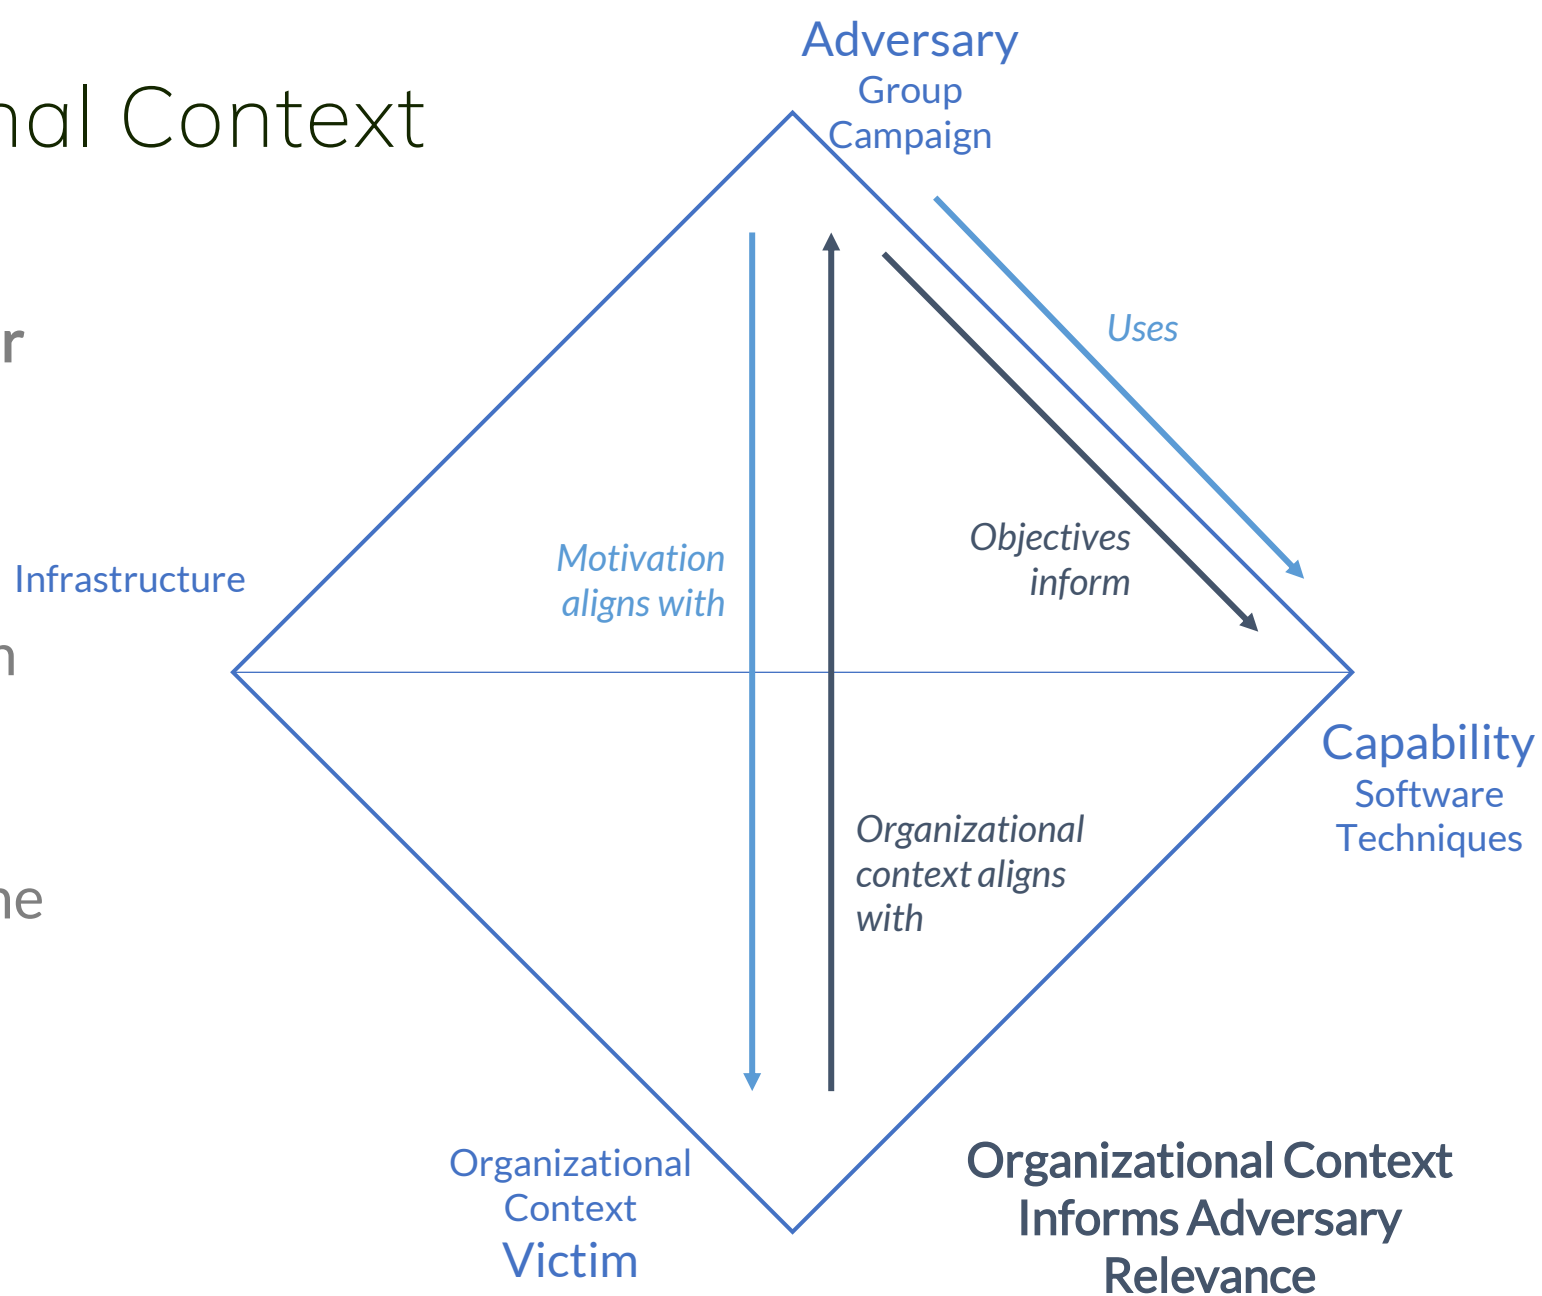 nal Context
r
n
ne
Adversary
Group
Campaign
Uses
Motivation
aligns with
Objectives
inform
Infrastructure
Capability
Software
Techniques
Organizational
context aligns
with
Organizational
Context
Victim
Organizational Context
Informs Adversary
Relevance